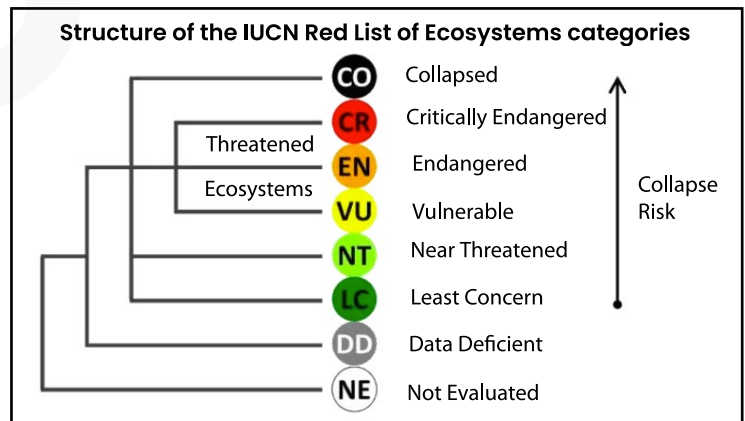 Structure of the IUCN Red List of Ecosystems categories
CO Collapsed
CR Critically Endangered
Threatened
EN Endangered
Ecosystems
VU Vulnerable
Collapse
Risk
NT Near Threatened
LC Least Concern
DD Data Deficient
NE Not Evaluated